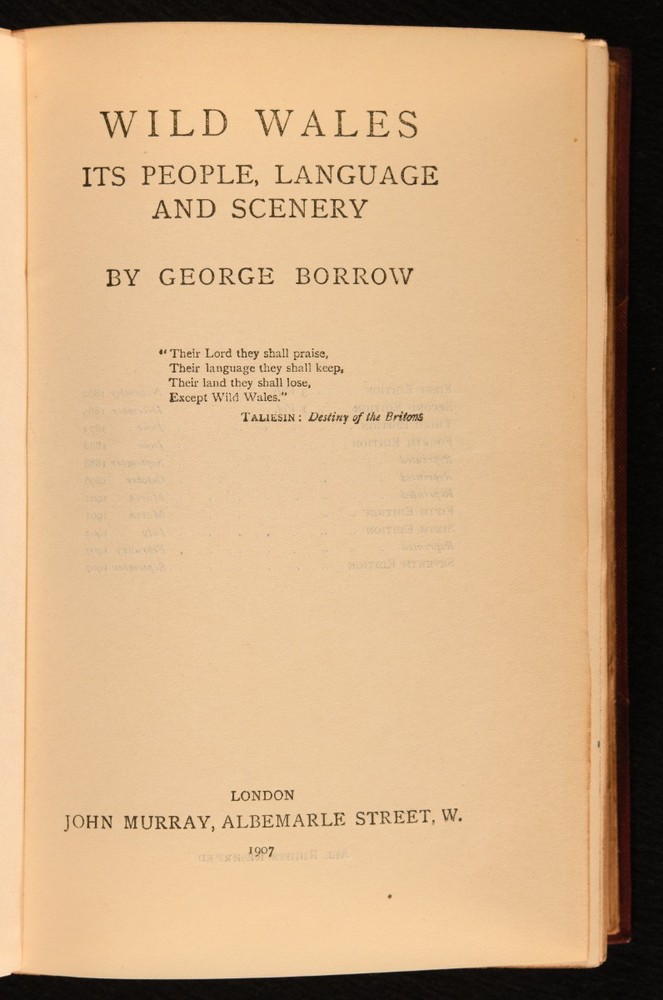 WILD WALES
ITS PEOPLE, LANGUAGE
AND SCENERY
BY GEORGE BORROW
"Their Lord they shall praise,
Their language they shall keep,
Their land they shall lose,
Except Wild Wales."
TALIESIN: Destiny of the Britons
LONDON
JOHN MURRAY, ALBEMARLE STREET, W.
1907